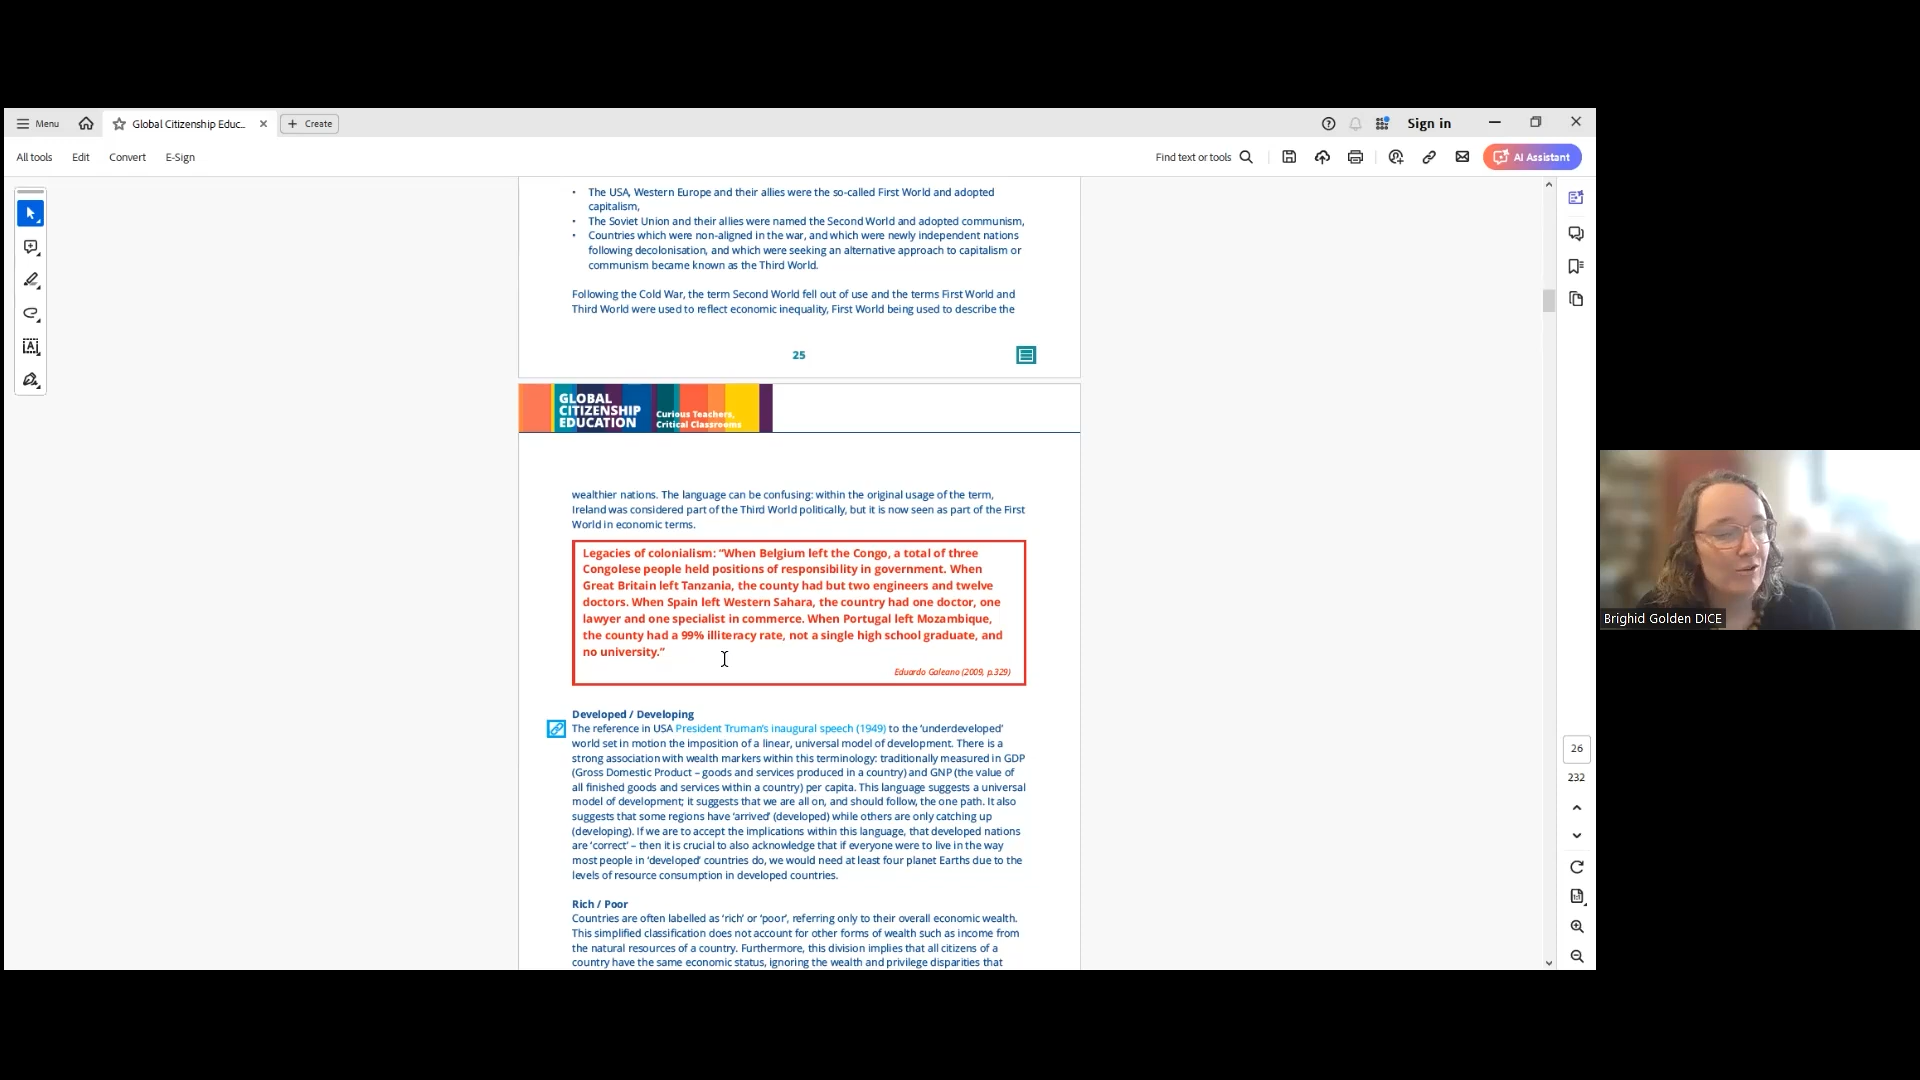 Menu
Global Citizenship Educ...
Create
Sign in
All tools
Edit
Convert
E-Sign
Find text or tools
AI Assistant
• The USA, Western Europe and their allies were the so-called First World and adopted
capitalism,
• The Soviet Union and their allies were named the Second World and adopted communism,
• Countries which were non-aligned in the war, and which were newly independent nations
following decolonisation, and which were seeking an alternative approach to capitalism or
communism became known as the Third World.
Following the Cold War, the term Second World fell out of use and the terms First World and
Third World were used to reflect economic inequality, First World being used to describe the
25
GLOBAL
CITIZENSHIP
EDUCATION
Curious Teachers,
Critical Classrooms
wealthier nations. The language can be confusing: within the original usage of the term,
Ireland was considered part of the Third World politically, but it is now seen as part of the First
World in economic terms.
Legacies of colonialism: “When Belgium left the Congo, a total of three
Congolese people held positions of responsibility in government. When
Great Britain left Tanzania, the county had but two engineers and twelve
doctors. When Spain left Western Sahara, the country had one doctor, one
lawyer and one specialist in commerce. When Portugal left Mozambique,
the county had a 99% illiteracy rate, not a single high school graduate, and
no university.”
Eduardo Galeano (2009, p.329)
Developed / Developing
The reference in USA President Truman’s inaugural speech (1949) to the ‘underdeveloped’
world set in motion the imposition of a linear, universal model of development. There is a
strong association with wealth markers within this terminology: traditionally measured in GDP
(Gross Domestic Product – goods and services produced in a country) and GNP (the value of
all finished goods and services within a country) per capita. This language suggests a universal
model of development; it suggests that we are all on, and should follow, the one path. It also
suggests that some regions have ‘arrived’ (developed) while others are only catching up
(developing). If we are to accept the implications within this language, that developed nations
are ‘correct’ – then it is crucial to also acknowledge that if everyone were to live in the way
most people in ‘developed’ countries do, we would need at least four planet Earths due to the
levels of resource consumption in developed countries.
Rich / Poor
Countries are often labelled as ‘rich’ or ‘poor’, referring only to their overall economic wealth.
This simplified classification does not account for other forms of wealth such as income from
the natural resources of a country. Furthermore, this division implies that all citizens of a
country have the same economic status, ignoring the wealth and privilege disparities that
26
232
Brighid Golden DICE